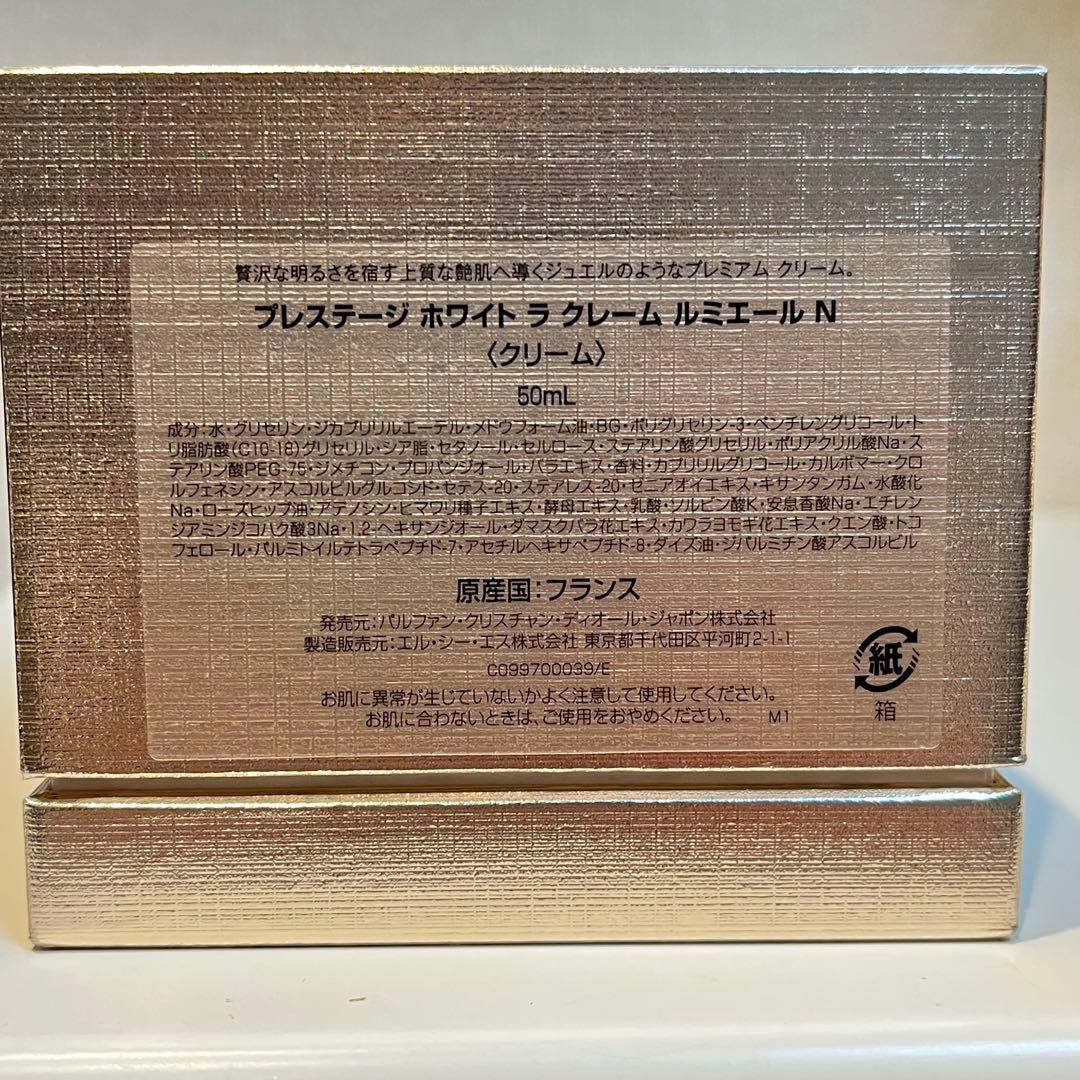 贅沢な明るさを宿す上質な艶肌へ導くジュエルのようなプレミアム クリーム。
プレステージ ホワイト ラ クレーム ルミエール N
〈クリーム〉
50mL
成分:水・グリセリン・ジカプリリルエーテル・メドウフォーム油・BG・ポリグリセリン-3・ペンチレングリコール・ト
リ脂肪酸(C10-18)グリセリル・シア脂・セタノール・セルロース・ステアリン酸グリセリル・ポリアクリル酸Na・ス
テアリン酸PEG-75・ジメチコン・プロパンジオール・バラエキス・香料・カプリリルグリコール・カルボマー・クロ
ルフェネシン・アスコルビルグルコシド・セテス-20・ステアレス-20・ゼニアオイエキス・キサンタンガム・水酸化
Na・ローズヒップ油・アデノシン・ヒマワリ種子エキス・酵母エキス・乳酸・ソルビン酸K・安息香酸Na・エチレン
ジアミンジコハク酸3Na・1,2-ヘキサンジオール・ダマスクバラ花エキス・カワラヨモギ花エキス・クエン酸・トコ
フェロール・パルミトイルテトラペプチド-7・アセチルヘキサペプチド-8・ダイズ油・ジパルミチン酸アスコルビル
原産国:フランス
発売元:パルファン・クリスチャン・ディオール・ジャポン株式会社
製造販売元:エル・シー・エス株式会社 東京都千代田区平河町2-1-1
C099700039/E
お肌に異常が生じていないかよく注意して使用してください。
お肌に合わないときは、ご使用をおやめください。 M1
紙
箱